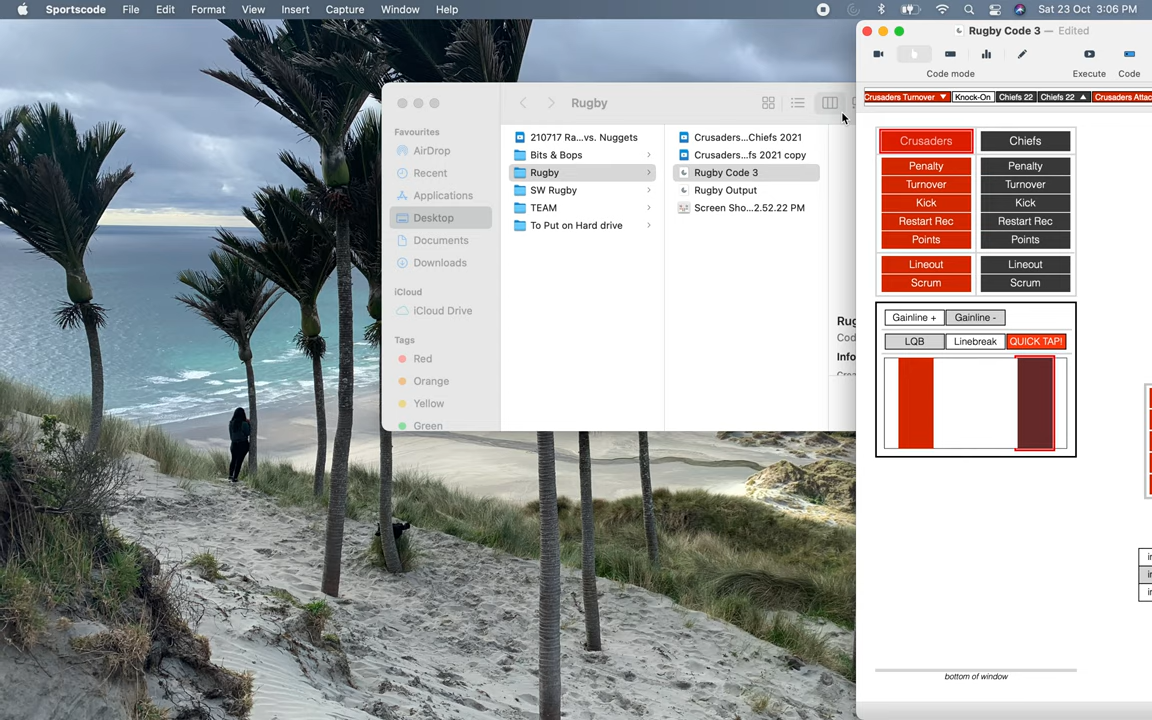 Sportscode File Edit Format View Insert Capture Window Help Sat 23 Oct 3:06 PM
Rugby Code 3 — Edited
Code mode Execute Code
Crusaders Turnover Knock-On Chiefs 22 Chiefs 22 Crusaders Attac
Rugby
Favourites
AirDrop
Recent
Applications
Desktop
Documents
Downloads
iCloud
iCloud Drive
Tags
Red
Orange
Yellow
Green
210717 Ra...vs. Nuggets
Bits & Bops
Rugby
SW Rugby
TEAM
To Put on Hard drive
Crusaders...Chiefs 2021
Crusaders...fs 2021 copy
Rugby Code 3
Rugby Output
Screen Sho...2.52.22 PM
Rug
Cod
Info
Crusaders Chiefs
Penalty Penalty
Turnover Turnover
Kick Kick
Restart Rec Restart Rec
Points Points
Lineout Lineout
Scrum Scrum
Gainline + Gainline -
LQB Linebreak QUICK TAP!
bottom of window